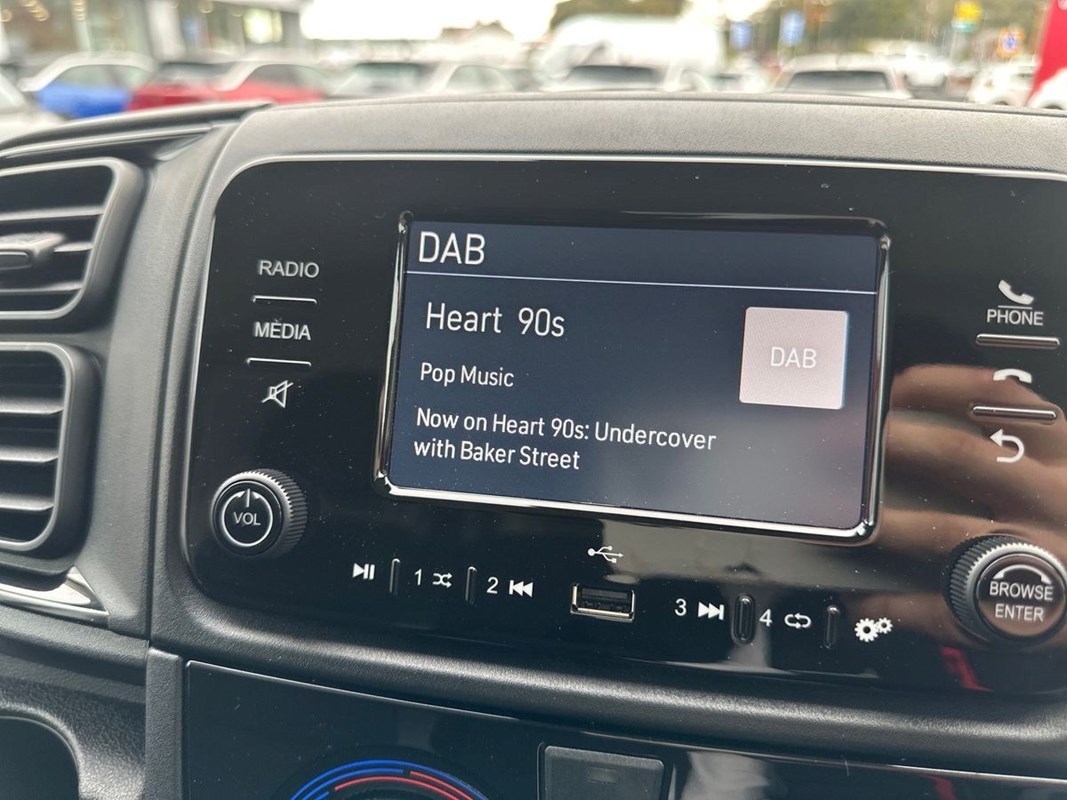 DAB
Heart 90s
Pop Music
Now on Heart 90s: Undercover
with Baker Street
DAB
RADIO
MEDIA
VOL
PHONE
1
2
3
4
BROWSE
ENTER